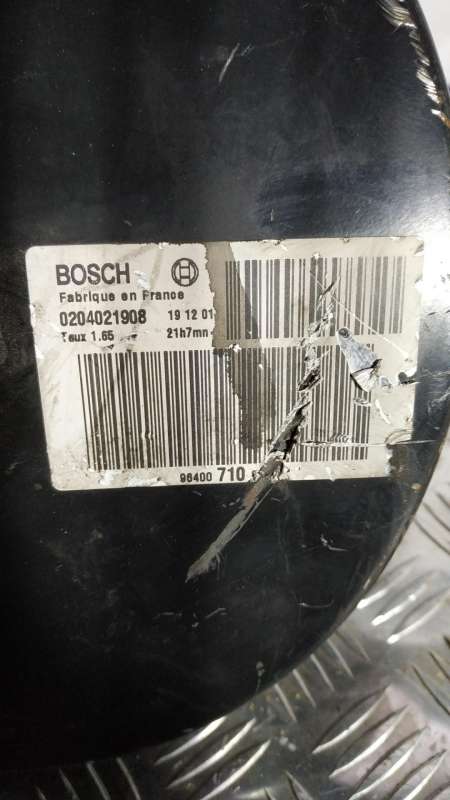 BOSCH
Fabrique en France
0204021908 19 12 01
Taux 1.65 21h7mn
96400 710